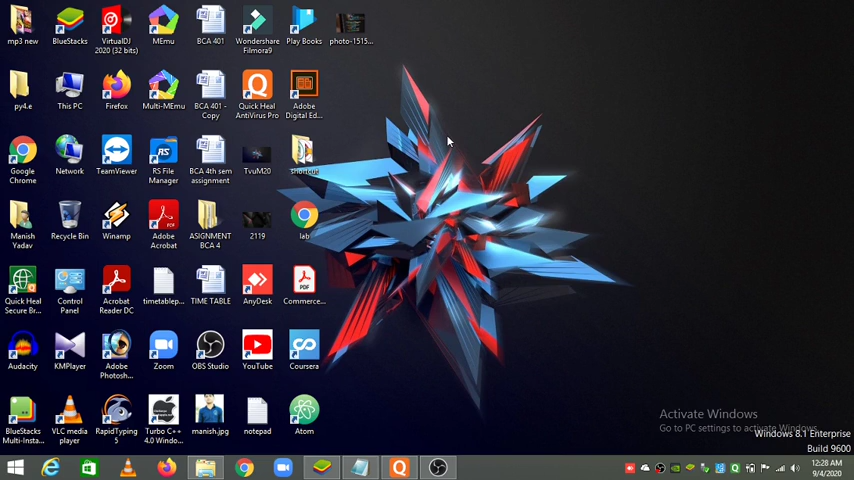 mp3 new
BlueStacks
VirtualDJ
2020 (32 bits)
MEmu
BCA 401
Wondershare
Filmora9
Play Books
photo-1515...
py4.e
This PC
Firefox
Multi-MEmu
BCA 401 -
Copy
Quick Heal
AntiVirus Pro
Adobe
Digital Ed...
Google
Chrome
Network
TeamViewer
RS File
Manager
BCA 4th sem
assignment
TvuM20
shortcut
Manish
Yadav
Recycle Bin
Winamp
Adobe
Acrobat
ASIGNMENT
BCA 4
2119
lab
Quick Heal
Secure Br...
Control
Panel
Acrobat
Reader DC
timetablep...
TIME TABLE
AnyDesk
Commerce...
Audacity
KMPlayer
Adobe
Photosh...
Zoom
OBS Studio
YouTube
Coursera
BlueStacks
Multi-Insta...
VLC media
player
RapidTyping
5
Turbo C++
4.0 Windo...
manish.jpg
notepad
Atom
Activate Windows
Go to PC settings to activate Windows.
Windows 8.1 Enterprise
Build 9600
12:28 AM
9/4/2020